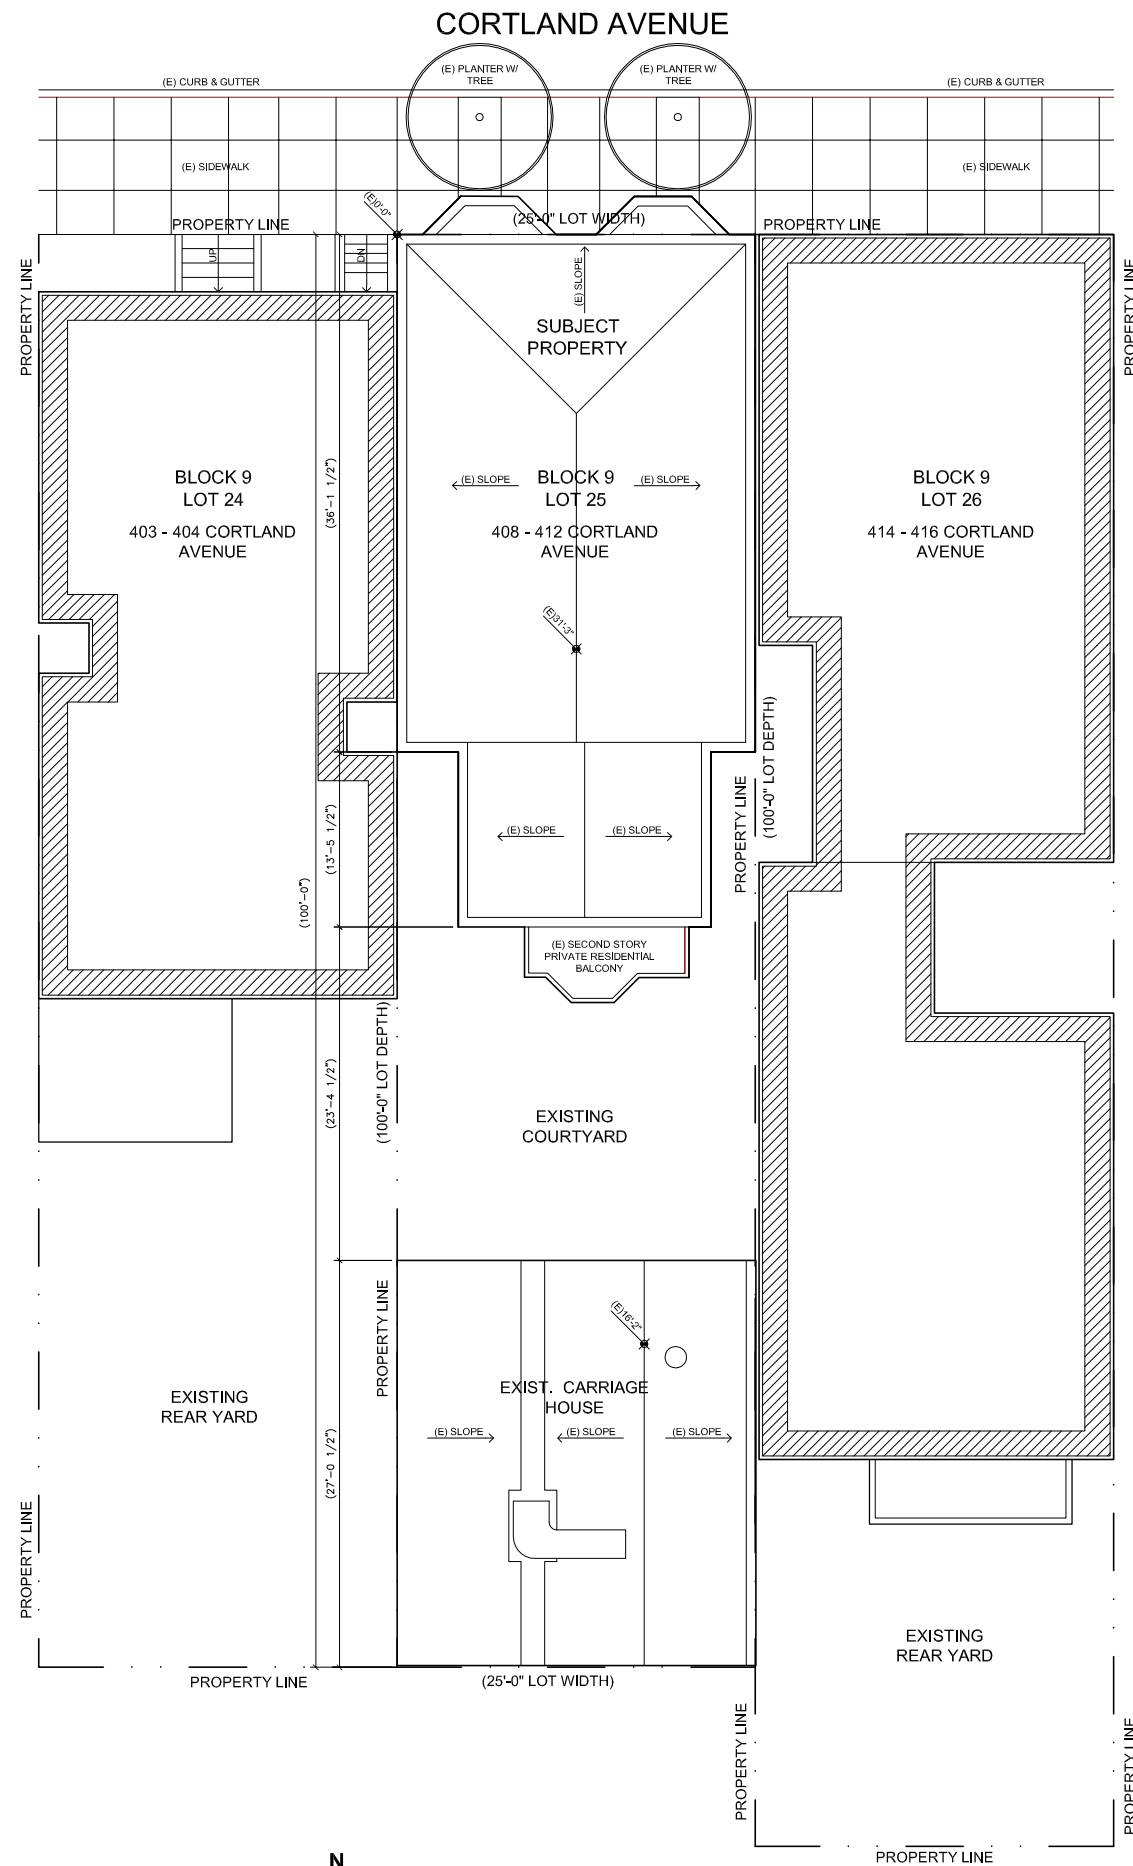 CORTLAND AVENUE
(E) PLANTER W/
TREE
(E) PLANTER W/
TREE
(E) CURB & GUTTER
(E) CURB & GUTTER
(E) SIDEWALK
(E) SIDEWALK
(E)0'-0"
PROPERTY LINE
(25'-0" LOT WIDTH)
PROPERTY LINE
UP
DN
PROPERTY LINE
PROPERTY LINE
(E) SLOPE
SUBJECT
PROPERTY
BLOCK 9
LOT 24
403 - 404 CORTLAND
AVENUE
(36'-1 1/2")
(E) SLOPE
BLOCK 9
LOT 25
(E) SLOPE
408 - 412 CORTLAND
AVENUE
BLOCK 9
LOT 26
414 - 416 CORTLAND
AVENUE
(E)31'-3"
(100'-0" LOT DEPTH)
PROPERTY LINE
(13'-5 1/2")
(E) SLOPE
(E) SLOPE
(100'-0")
(E) SECOND STORY
PRIVATE RESIDENTIAL
BALCONY
(23'-4 1/2")
(100'-0" LOT DEPTH)
EXISTING
COURTYARD
PROPERTY LINE
(E)16'-2"
EXISTING
REAR YARD
EXIST. CARRIAGE
HOUSE
(E) SLOPE
(E) SLOPE
(E) SLOPE
(27'-0 1/2")
PROPERTY LINE
EXISTING
REAR YARD
PROPERTY LINE
(25'-0" LOT WIDTH)
PROPERTY LINE
PROPERTY LINE
PROPERTY LINE
N